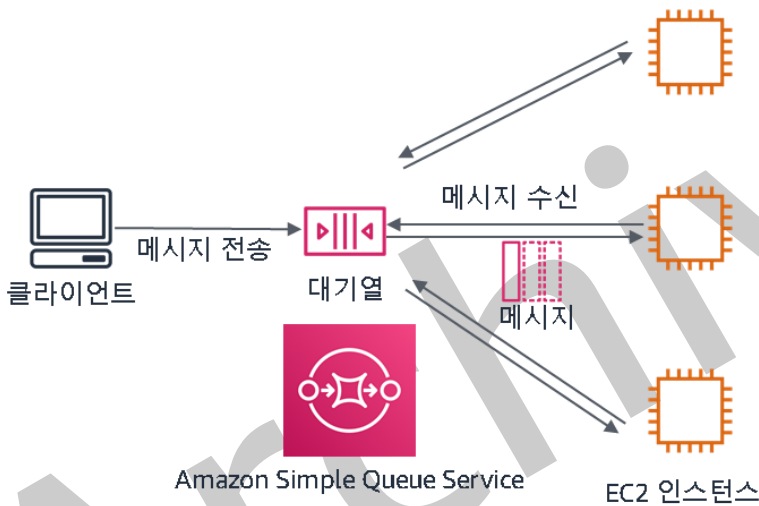 메시지 수신
메시지 전송
클라이언트
대기열
메시지
Amazon Simple Queue Service
EC2 인스턴스
Archiv